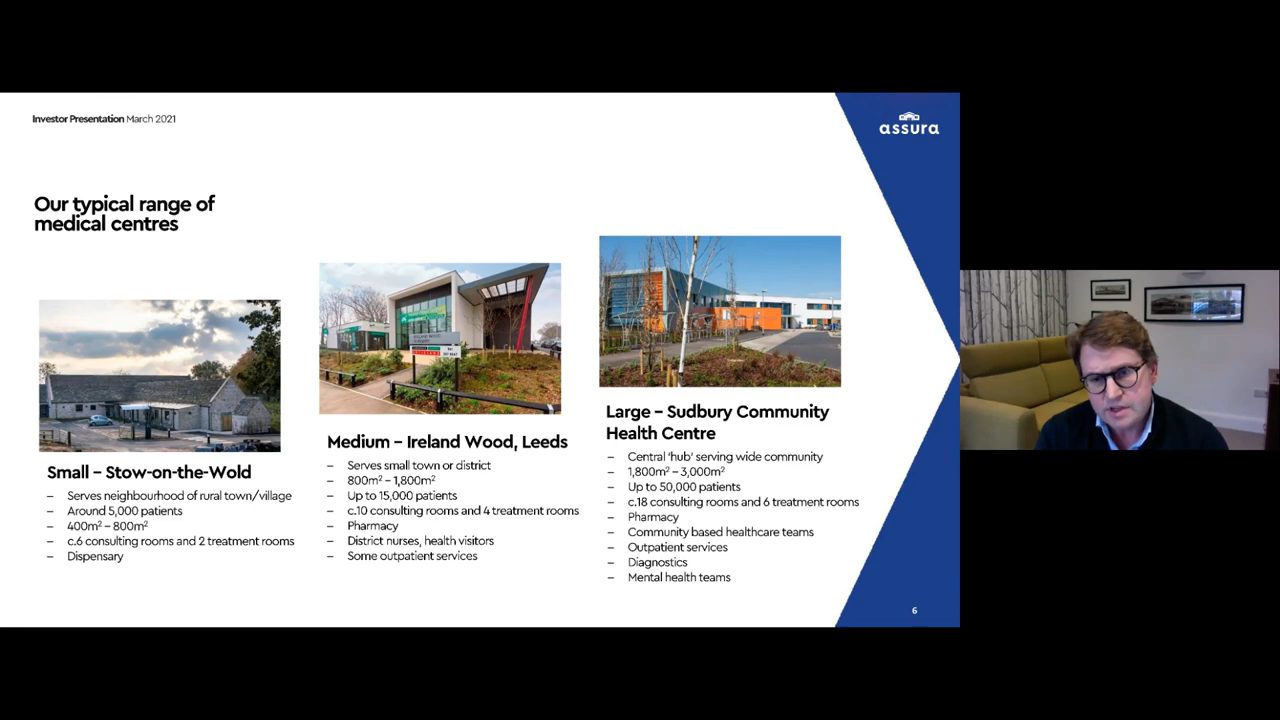 Investor Presentation March 2021
assura
Our typical range of
medical centres
Small – Stow-on-the-Wold
– Serves neighbourhood of rural town/village
– Around 5,000 patients
– 400m² – 800m²
– c.6 consulting rooms and 2 treatment rooms
– Dispensary
Medium – Ireland Wood, Leeds
– Serves small town or district
– 800m² – 1,800m²
– Up to 15,000 patients
– c.10 consulting rooms and 4 treatment rooms
– Pharmacy
– District nurses, health visitors
– Some outpatient services
Large – Sudbury Community
Health Centre
– Central ‘hub’ serving wide community
– 1,800m² – 3,000m²
– Up to 50,000 patients
– c.18 consulting rooms and 6 treatment rooms
– Pharmacy
– Community based healthcare teams
– Outpatient services
– Diagnostics
– Mental health teams
6